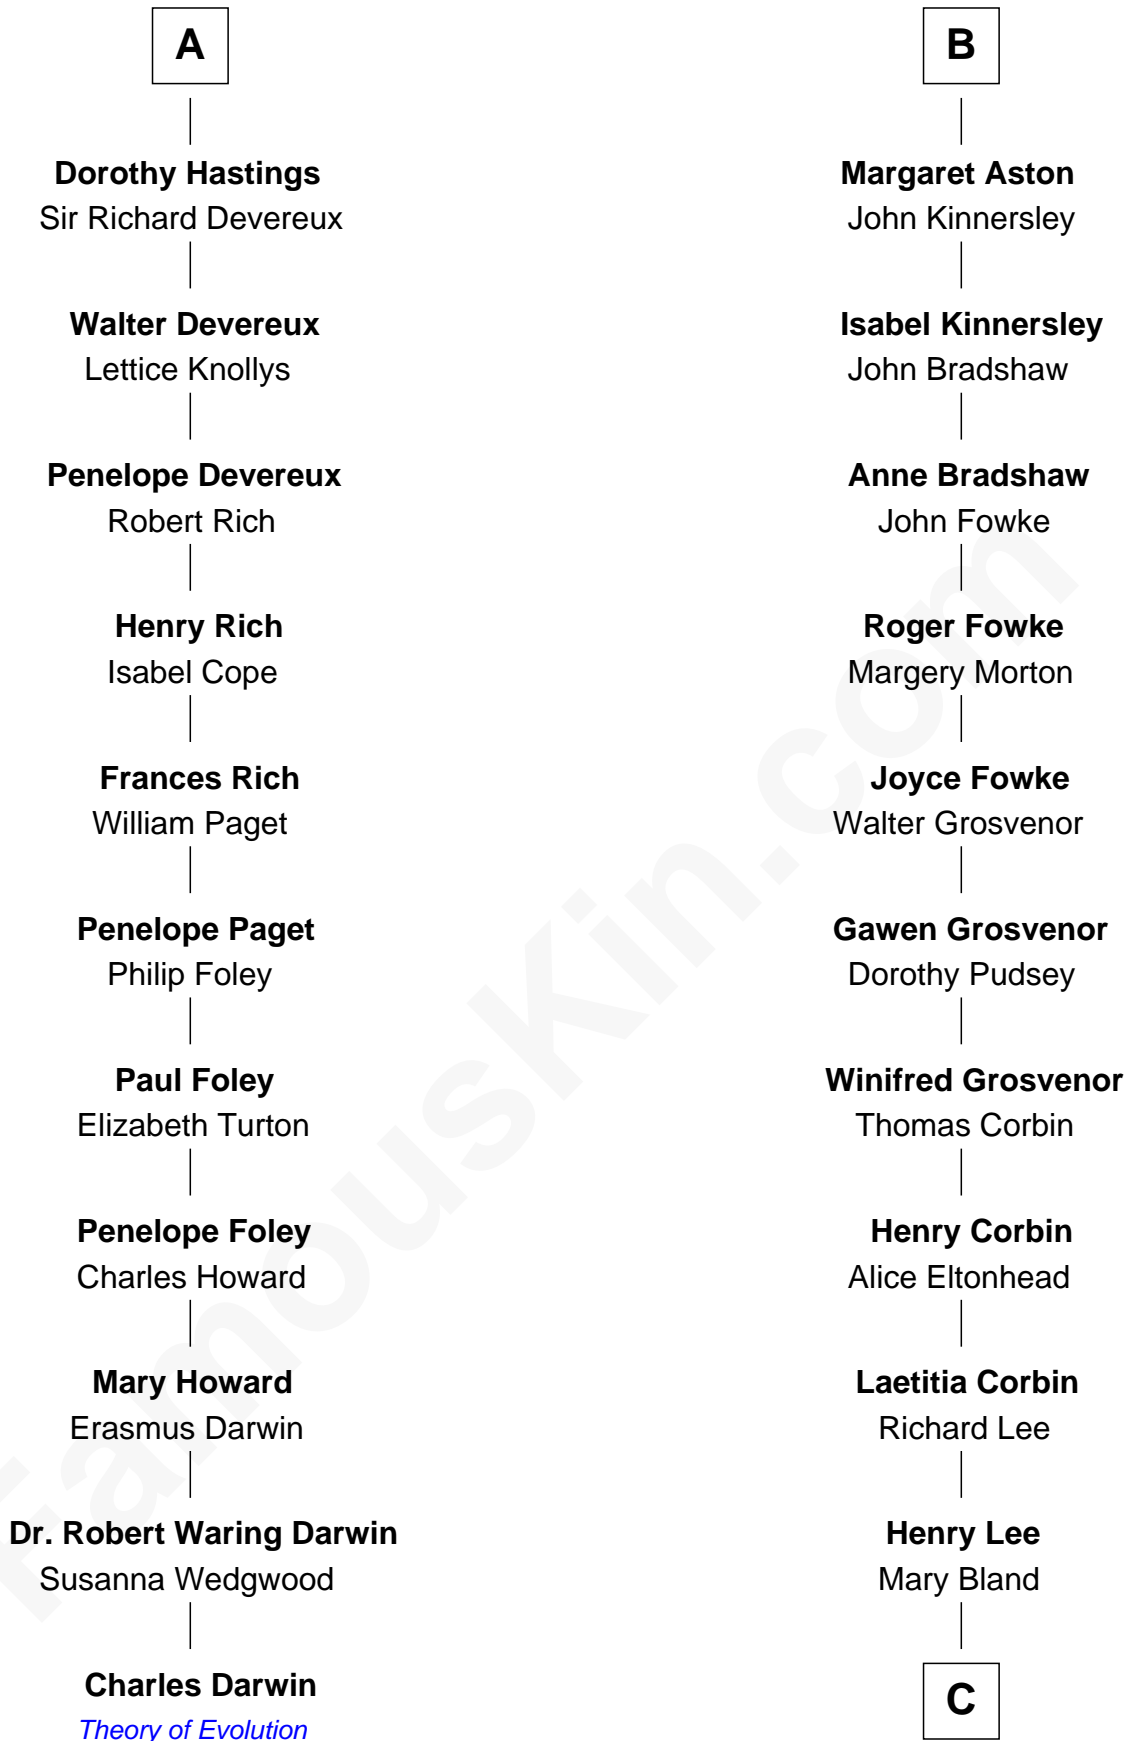 A
Dorothy Hastings
Sir Richard Devereux
Walter Devereux
Lettice Knollys
Penelope Devereux
Robert Rich
Henry Rich
Isabel Cope
Frances Rich
William Paget
Penelope Paget
Philip Foley
Paul Foley
Elizabeth Turton
Penelope Foley
Charles Howard
Mary Howard
Erasmus Darwin
Dr. Robert Waring Darwin
Susanna Wedgwood
Charles Darwin
Theory of Evolution
B
Margaret Aston
John Kinnersley
Isabel Kinnersley
John Bradshaw
Anne Bradshaw
John Fowke
Roger Fowke
Margery Morton
Joyce Fowke
Walter Grosvenor
Gawen Grosvenor
Dorothy Pudsey
Winifred Grosvenor
Thomas Corbin
Henry Corbin
Alice Eltonhead
Laetitia Corbin
Richard Lee
Henry Lee
Mary Bland
C
FamousKin.com